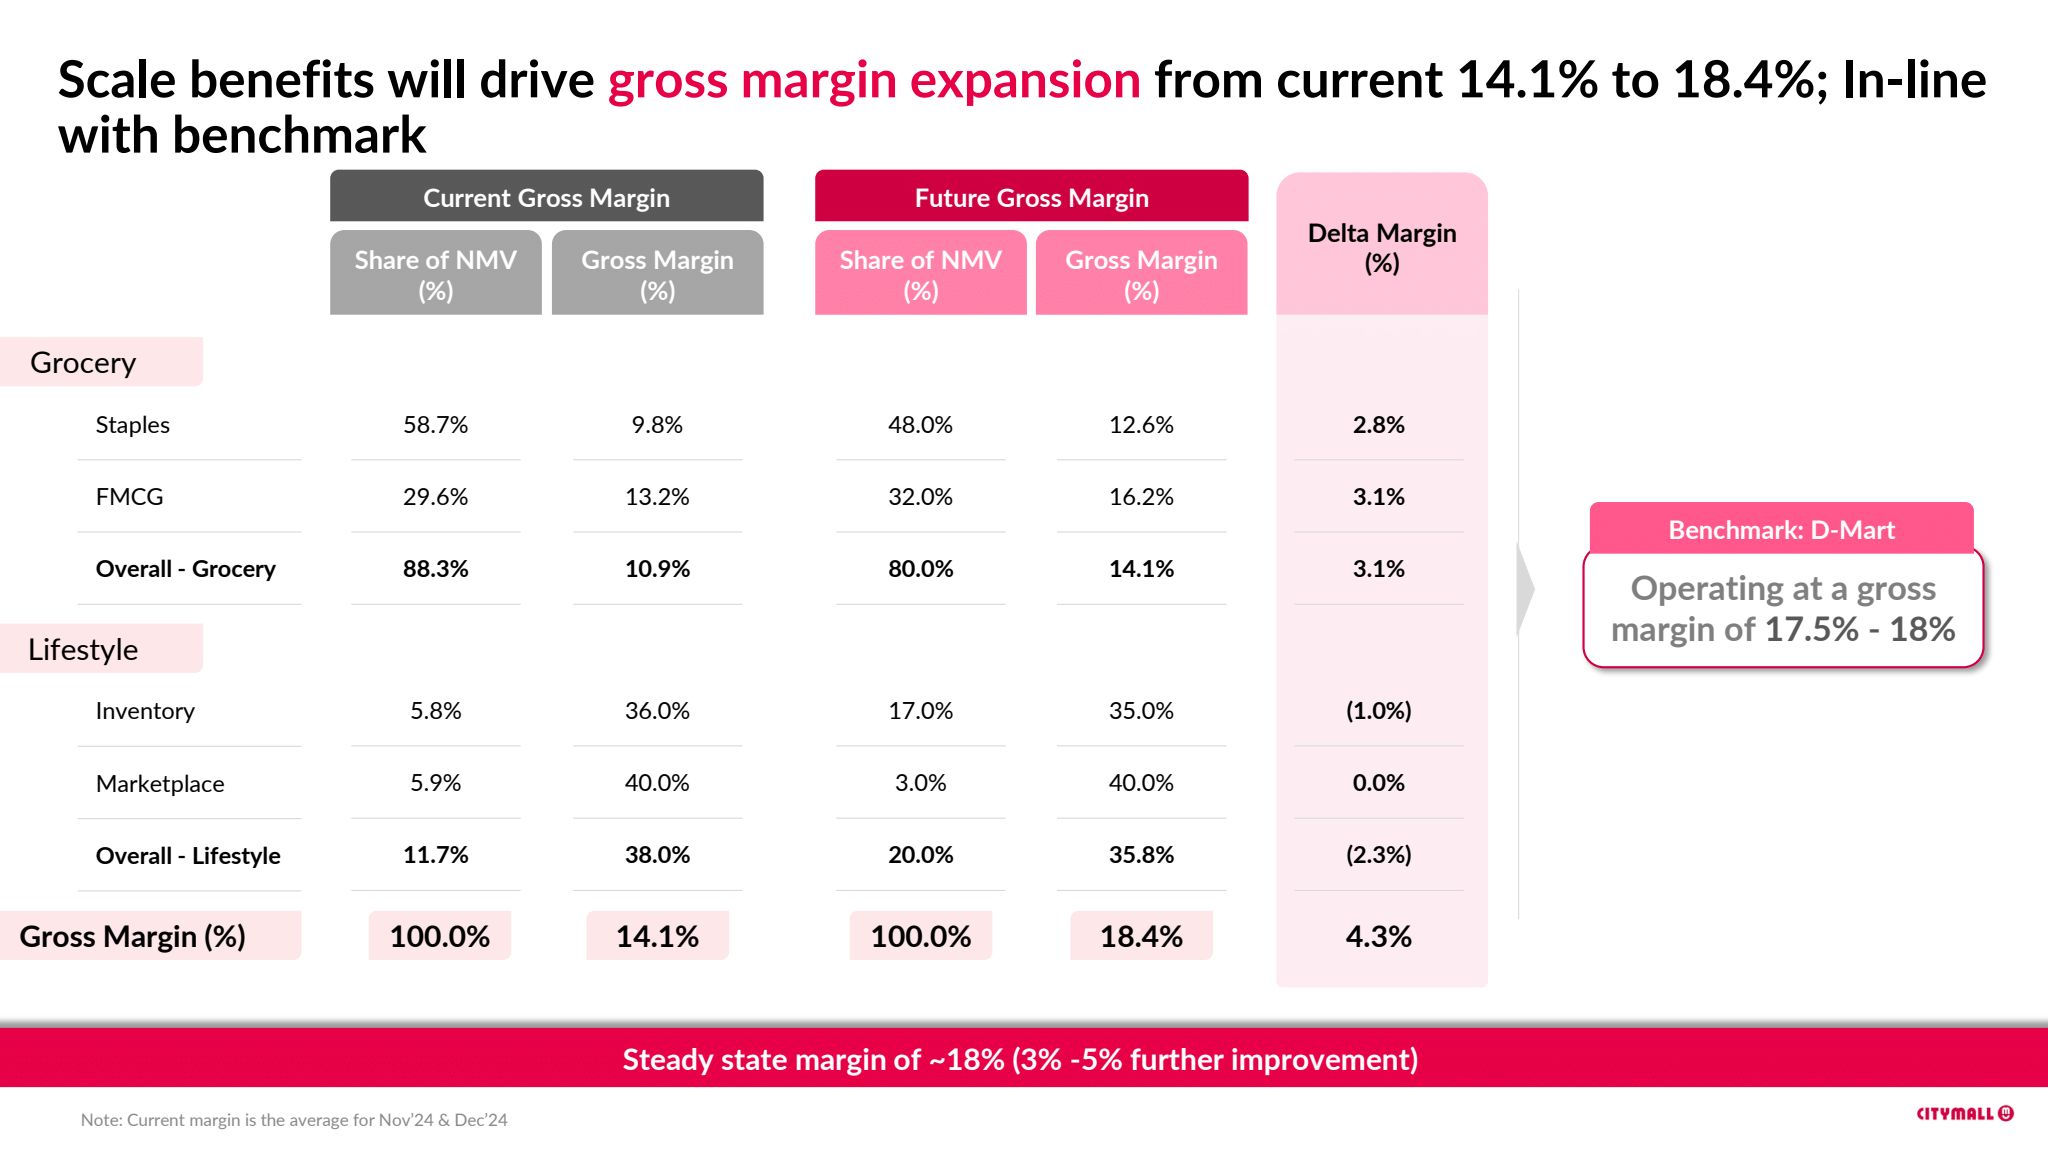 Scale benefits will drive gross margin expansion from current 14.1% to 18.4%; In-line
with benchmark
Current Gross Margin
Future Gross Margin
Delta Margin
(%)
Share of NMV
(%)
Gross Margin
(%)
Share of NMV
(%)
Gross Margin
(%)
Grocery
Staples 58.7% 9.8% 48.0% 12.6% 2.8%
FMCG 29.6% 13.2% 32.0% 16.2% 3.1%
Overall - Grocery 88.3% 10.9% 80.0% 14.1% 3.1%
Lifestyle
Inventory 5.8% 36.0% 17.0% 35.0% (1.0%)
Marketplace 5.9% 40.0% 3.0% 40.0% 0.0%
Overall - Lifestyle 11.7% 38.0% 20.0% 35.8% (2.3%)
Gross Margin (%) 100.0% 14.1% 100.0% 18.4% 4.3%
Benchmark: D-Mart
Operating at a gross
margin of 17.5% - 18%
Steady state margin of ~18% (3% -5% further improvement)
Note: Current margin is the average for Nov’24 & Dec’24
CITYMALL